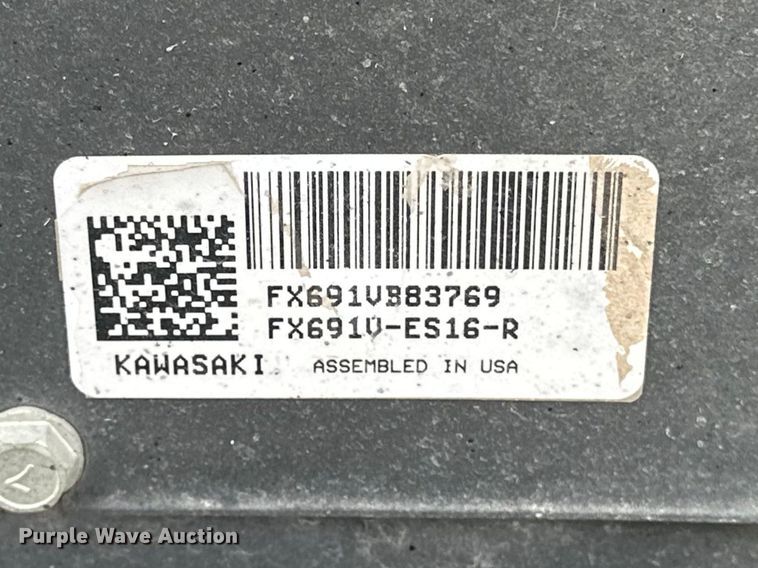 FX691VB83769
FX691V-ES16-R
KAWASAKI ASSEMBLED IN USA
Purple Wave Auction